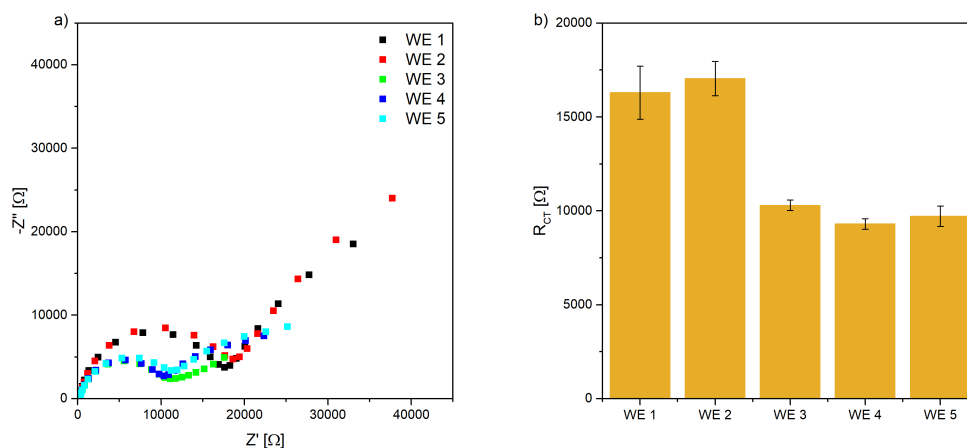 a)
WE 1
WE 2
WE 3
WE 4
WE 5
40000
30000
20000
10000
0
-Z" [Ω]
0 10000 20000 30000 40000
Z' [Ω]
b)
20000
15000
10000
5000
0
R_CT [Ω]
WE 1 WE 2 WE 3 WE 4 WE 5